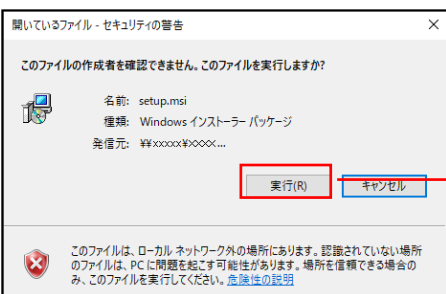 開いているファイル - セキュリティの警告
このファイルの作成者を確認できません。このファイルを実行しますか?
名前: setup.msi
種類: Windows インストーラー パッケージ
発信元: ¥¥xxxxx¥xxxx...
実行(R)
キャンセル
このファイルは、ローカル ネットワーク外の場所にあります。認識されていない場所
のファイルは、PC に問題を起こす可能性があります。場所を信頼できる場合の
み、このファイルを実行してください。危険性の説明